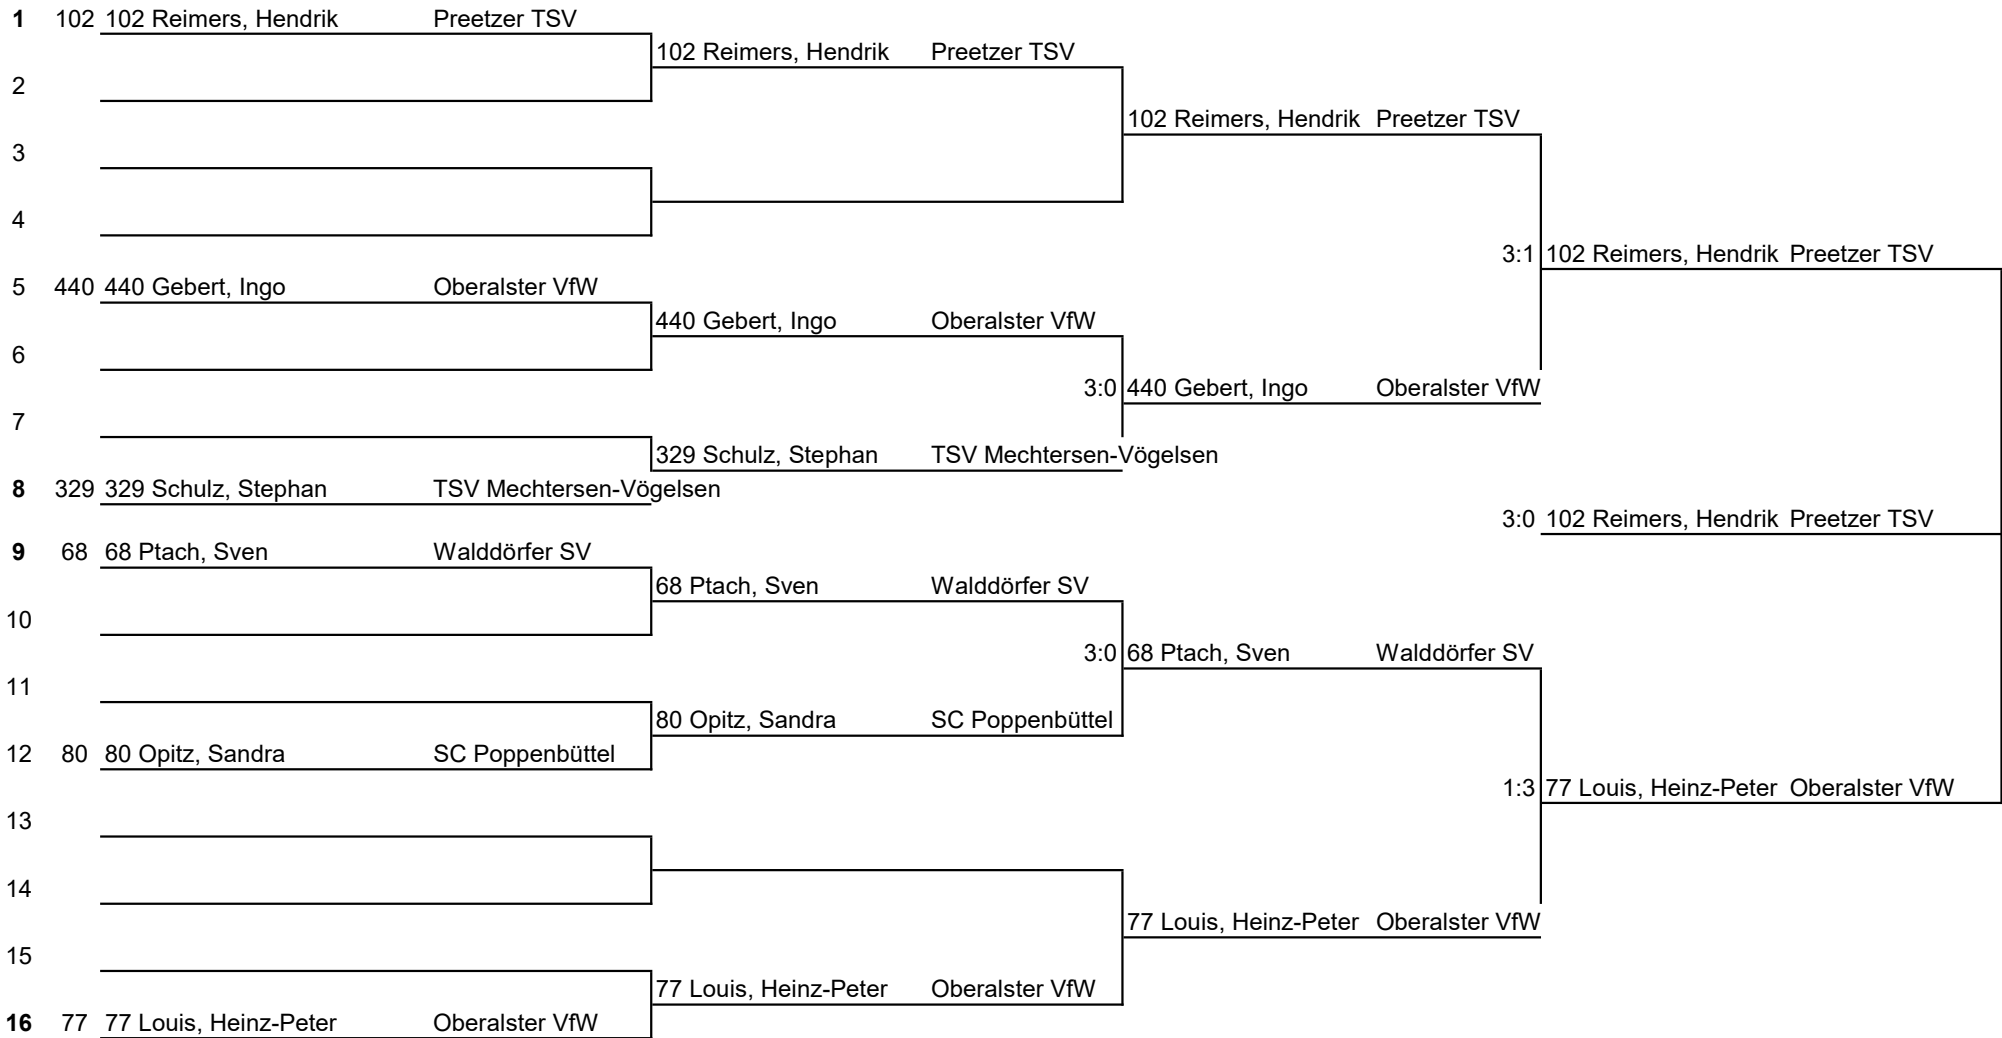 1 102 102 Reimers, Hendrik Preetzer TSV
102 Reimers, Hendrik Preetzer TSV
2
102 Reimers, Hendrik Preetzer TSV
3
4
3:1 102 Reimers, Hendrik Preetzer TSV
5 440 440 Gebert, Ingo Oberalster VfW
440 Gebert, Ingo Oberalster VfW
6
3:0 440 Gebert, Ingo Oberalster VfW
7
329 Schulz, Stephan TSV Mechtersen-Vögelsen
8 329 329 Schulz, Stephan TSV Mechtersen-Vögelsen
3:0 102 Reimers, Hendrik Preetzer TSV
9 68 68 Ptach, Sven Walddörfer SV
68 Ptach, Sven Walddörfer SV
10
3:0 68 Ptach, Sven Walddörfer SV
11
80 Opitz, Sandra SC Poppenbüttel
12 80 80 Opitz, Sandra SC Poppenbüttel
1:3 77 Louis, Heinz-Peter Oberalster VfW
13
14
77 Louis, Heinz-Peter Oberalster VfW
15
77 Louis, Heinz-Peter Oberalster VfW
16 77 77 Louis, Heinz-Peter Oberalster VfW